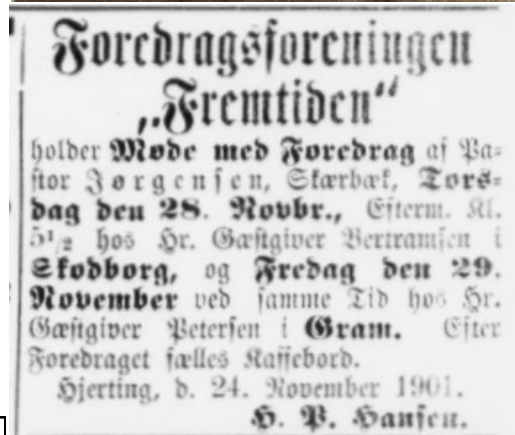 Foredragsforeningen
„Fremtiden“
holder Møde med Foredrag af Pa-
stor Jørgensen, Skærbæk, Tors-
dag den 28. Novbr., Efterm. Kl.
5½ hos Hr. Gæstgiver Bertramsen i
Skodborg, og Fredag den 29.
November ved samme Tid hos Hr.
Gæstgiver Petersen i Gram. Efter
Foredraget fælles Kaffebord.
Hjerting, d. 24. November 1901.
H. P. Hansen.